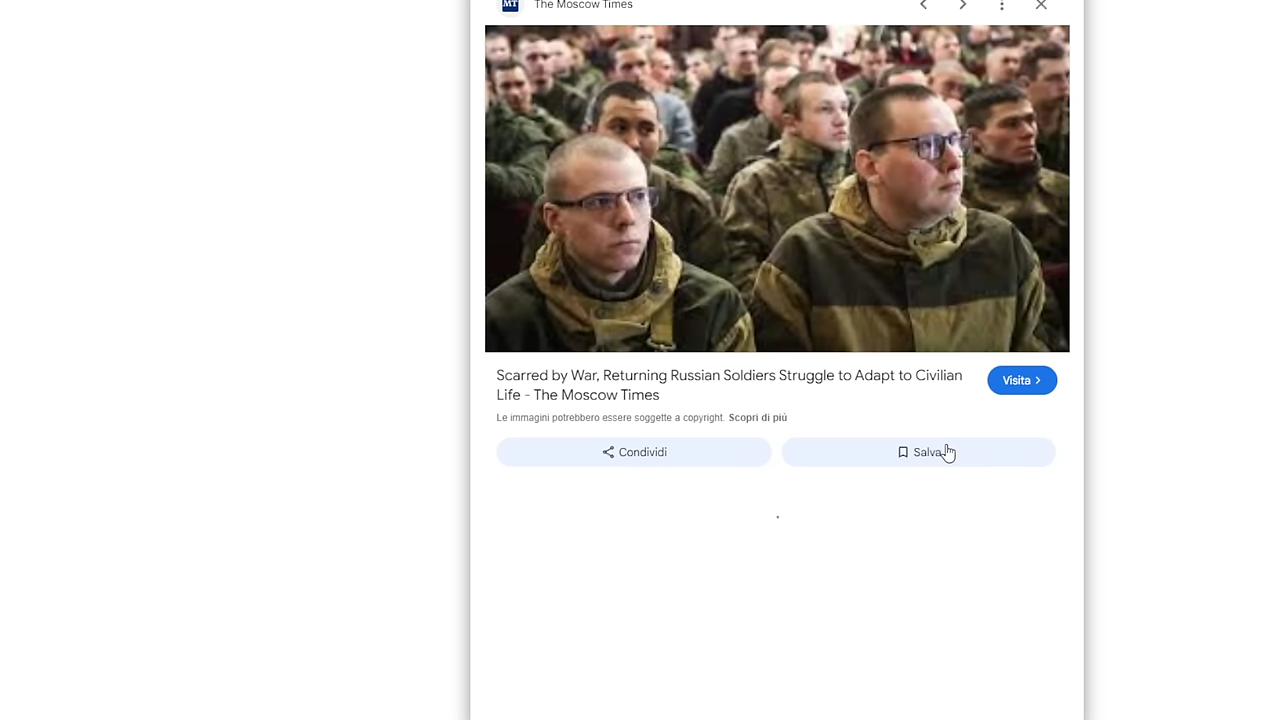 MT The Moscow Times
Scarred by War, Returning Russian Soldiers Struggle to Adapt to Civilian
Life - The Moscow Times
Visita
Le immagini potrebbero essere soggette a copyright. Scopri di più
Condividi
Salva